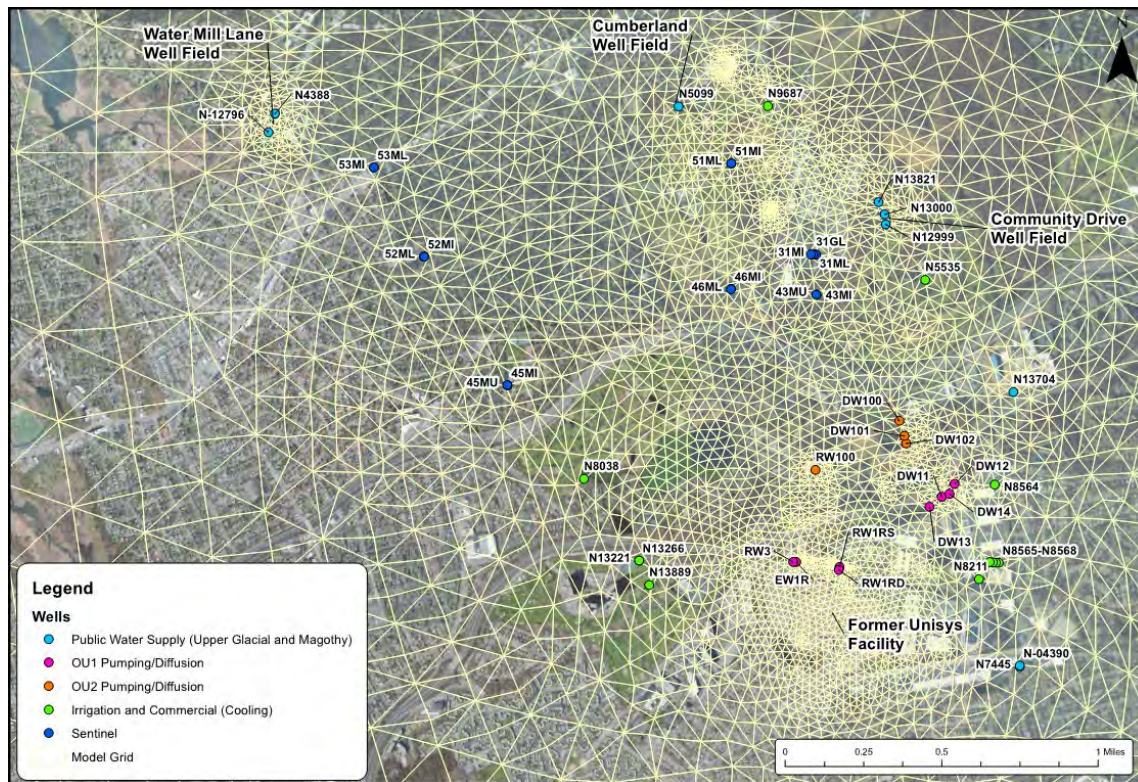 Water Mill Lane
Well Field
Cumberland
Well Field
N
N4388
N-12796
N5099
N9687
53ML
53MI
51MI
51ML
N13821
N13000
Community Drive
Well Field
N12999
52MI
52ML
31GL
31MI
31ML
N5535
46MI
46ML
43MU
43MI
45MI
45MU
N13704
DW100
DW101
DW102
RW100
N8038
DW11
DW12
N8564
DW14
DW13
RW1RS
N13266
N13221
RW3
N8565-N8568
N8211
EW1R
RW1RD
N13889
Former Unisys
Facility
N-04390
N7445
Legend
Wells
Public Water Supply (Upper Glacial and Magothy)
OU1 Pumping/Diffusion
OU2 Pumping/Diffusion
Irrigation and Commercial (Cooling)
Sentinel
Model Grid
0 0.25 0.5 1 Miles